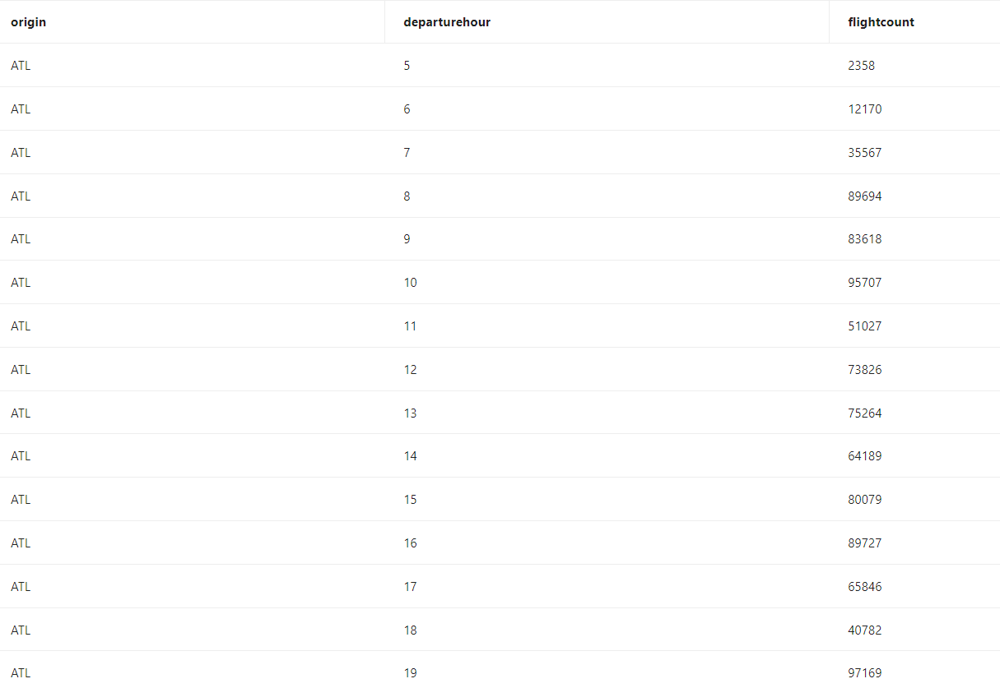 origin departurehour flightcount
ATL 5 2358
ATL 6 12170
ATL 7 35567
ATL 8 89694
ATL 9 83618
ATL 10 95707
ATL 11 51027
ATL 12 73826
ATL 13 75264
ATL 14 64189
ATL 15 80079
ATL 16 89727
ATL 17 65846
ATL 18 40782
ATL 19 97169